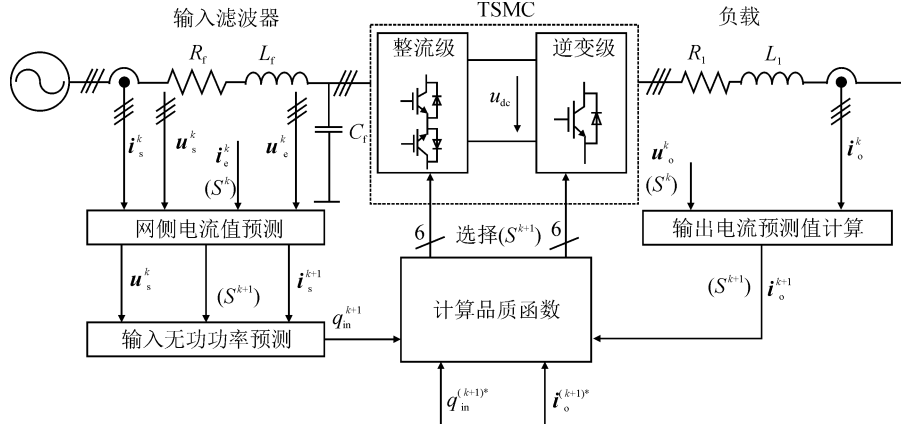 输入滤波器
TSMC
负载
R_f
L_f
整流级
逆变级
R_1
L_1
u_dc
C_f
i_s^k
u_s^k
i_e^k
(S^k)
u_e^k
u_o^k
(S^k)
i_o^k
网侧电流值预测
6
选择(S^{k+1})
6
输出电流预测值计算
u_s^k
(S^{k+1})
i_s^{k+1}
(S^{k+1})
i_o^{k+1}
计算品质函数
输入无功功率预测
q_in^{k+1}
q_in^{(k+1)*}
i_o^{(k+1)*}